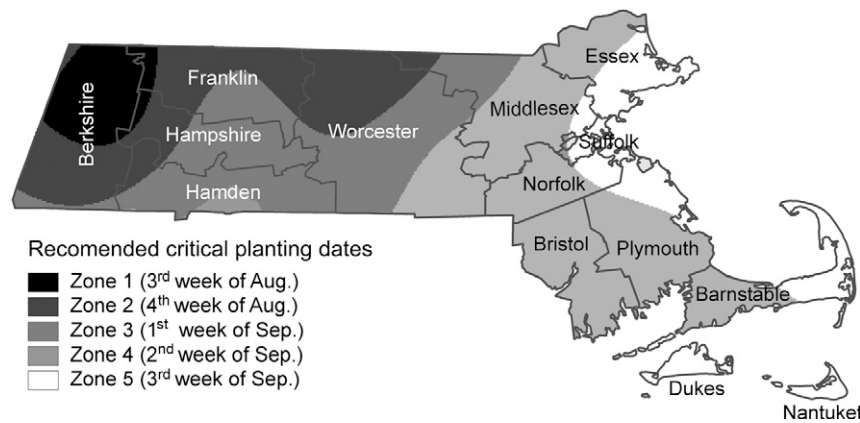 Essex
Franklin
Berkshire
Middlesex
Hampshire
Worcester
Suffolk
Hamden
Norfolk
Bristol
Plymouth
Barnstable
Dukes
Nantuket
Recomended critical planting dates
Zone 1 (3rd week of Aug.)
Zone 2 (4th week of Aug.)
Zone 3 (1st week of Sep.)
Zone 4 (2nd week of Sep.)
Zone 5 (3rd week of Sep.)